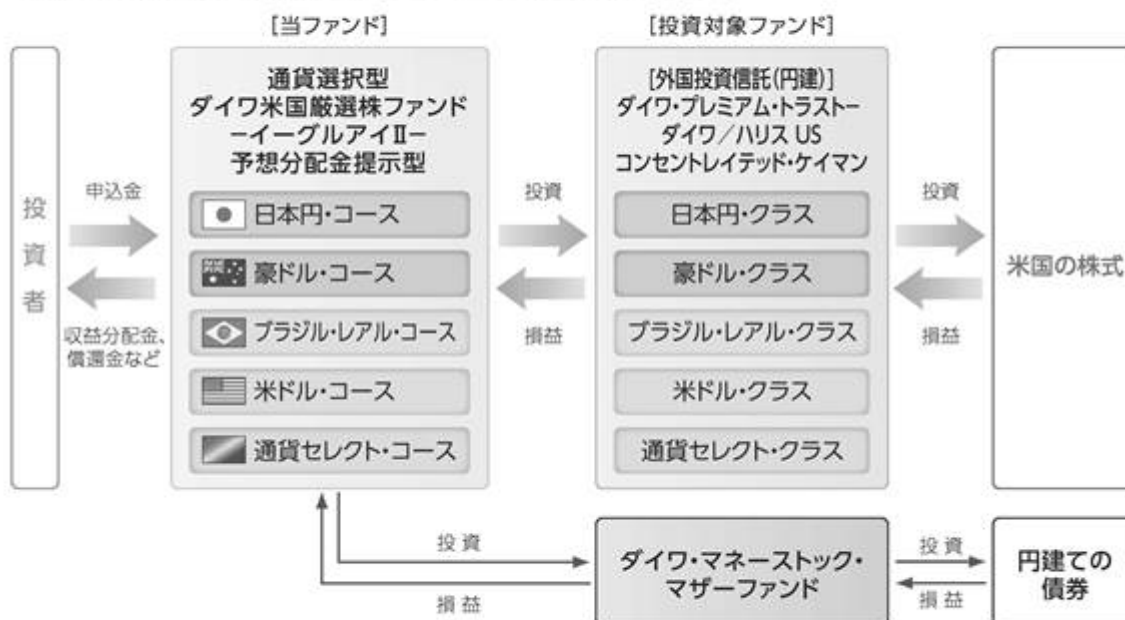 [当ファンド]
[投資対象ファンド]
投資者
申込金
収益分配金、
償還金など
通貨選択型
ダイワ米国厳選株ファンド
－イーグルアイⅡ－
予想分配金提示型
日本円・コース
豪ドル・コース
ブラジル・レアル・コース
米ドル・コース
通貨セレクト・コース
投資
損益
[外国投資信託(円建)]
ダイワ・プレミアム・トラスト－
ダイワ／ハリス US
コンセントレイテッド・ケイマン
日本円・クラス
豪ドル・クラス
ブラジル・レアル・クラス
米ドル・クラス
通貨セレクト・クラス
投資
損益
米国の株式
投資
損益
ダイワ・マネーストック・
マザーファンド
投資
損益
円建ての
債券